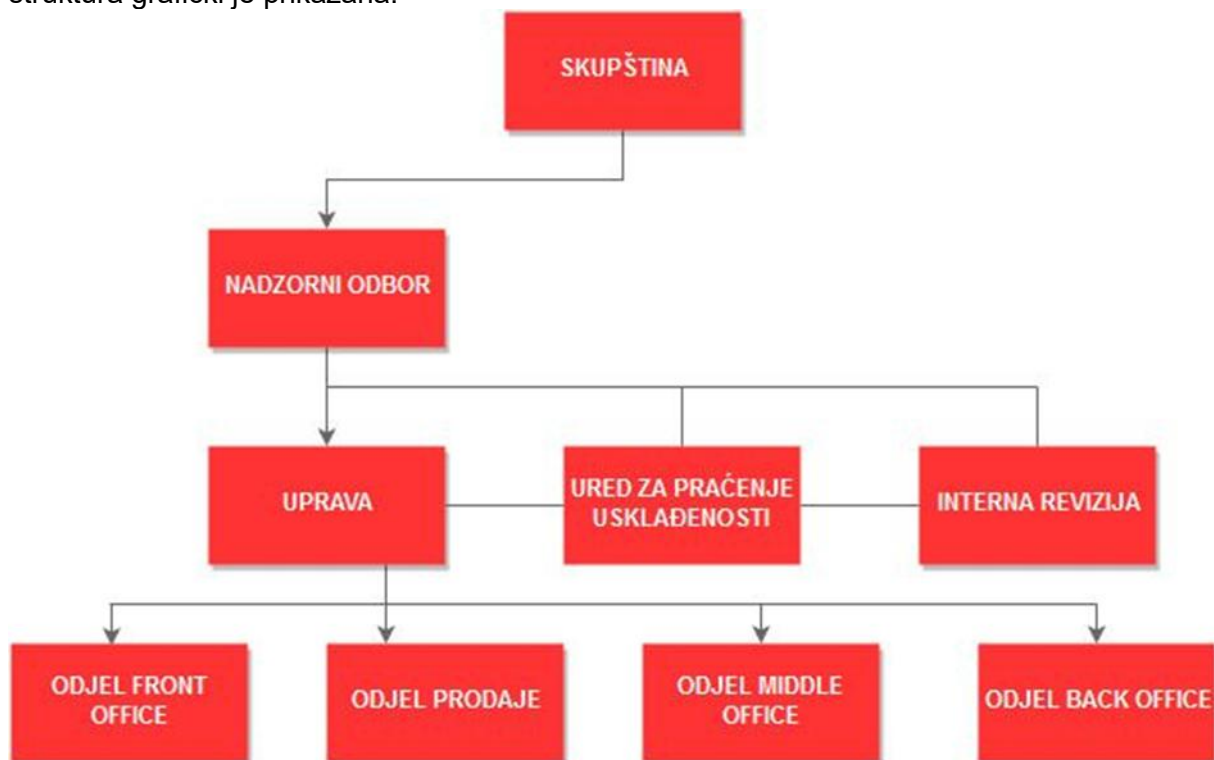 struktura grafički je prikazana:
SKUPŠTINA
NADZORNI ODBOR
UPRAVA
URED ZA PRAĆENJE
USKLAĐENOSTI
INTERNA REVIZIJA
ODJEL FRONT
OFFICE
ODJEL PRODAJE
ODJEL MIDDLE
OFFICE
ODJEL BACK OFFICE